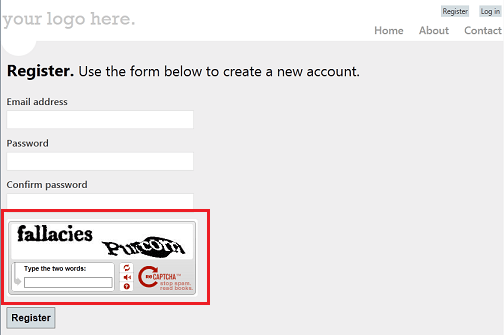 Register Log in
your logo here.
Home About Contact
Register. Use the form below to create a new account.
Email address
Password
Confirm password
fallacies
Type the two words:
reCAPTCHA™
stop spam.
read books.
Register